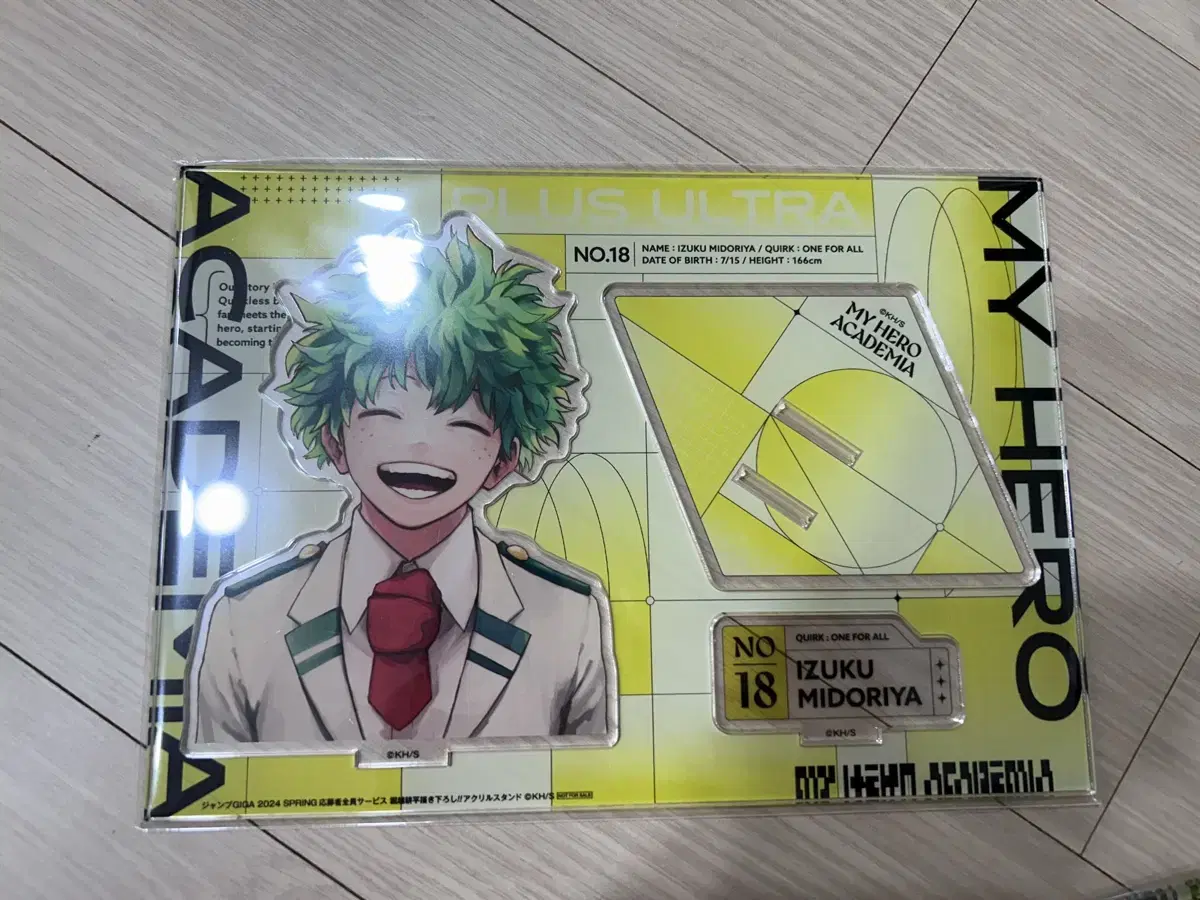 PLUS ULTRA
NO.18
NAME : IZUKU MIDORIYA / QUIRK : ONE FOR ALL
DATE OF BIRTH : 7/15 / HEIGHT : 166cm
ACADEMIA
MY HERO
Our story
hero,
becoming
©KH/S
MY HERO
ACADEMIA
NO
18
QUIRK : ONE FOR ALL
IZUKU
MIDORIYA
©KH/S
©KH/S
MY HERO ACADEMIA
ジャンプGIGA 2024 SPRING 応募者全員サービス 堀越耕平描き下ろし!!アクリルスタンド ©KH/S NOT FOR SALE